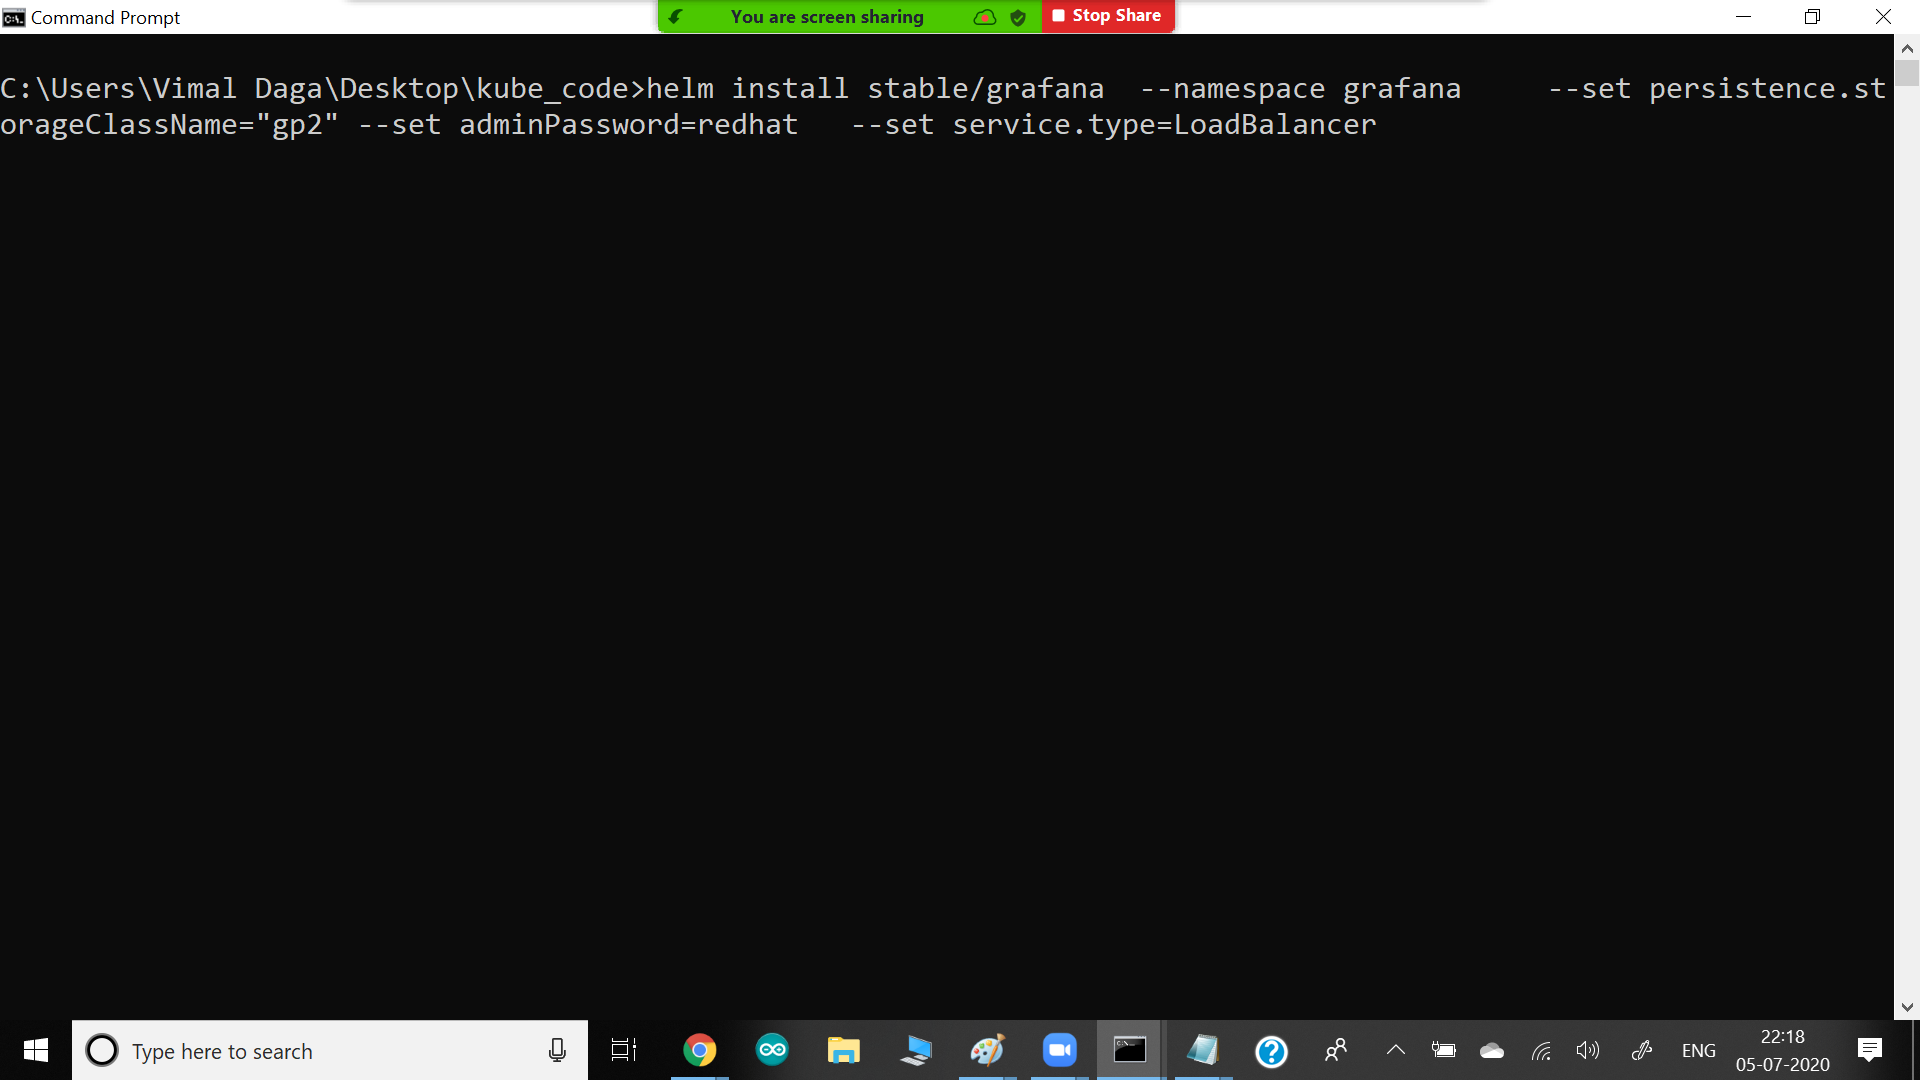 Command Prompt
You are screen sharing
Stop Share
C:\Users\Vimal Daga\Desktop\kube_code>helm install stable/grafana  --namespace grafana     --set persistence.st
orageClassName="gp2" --set adminPassword=redhat   --set service.type=LoadBalancer
Type here to search
ENG
22:18
05-07-2020